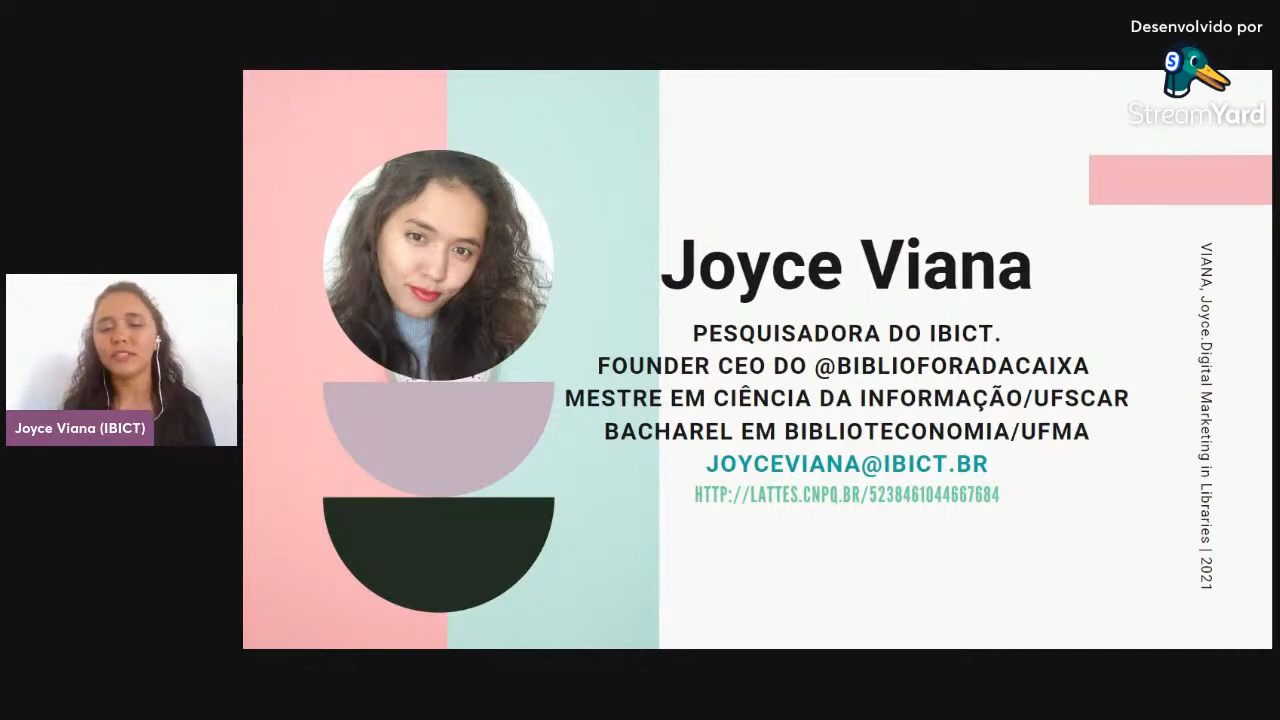 Desenvolvido por
StreamYard
Joyce Viana
PESQUISADORA DO IBICT.
FOUNDER CEO DO @BIBLIOFORADACAIXA
MESTRE EM CIÊNCIA DA INFORMAÇÃO/UFSCAR
BACHAREL EM BIBLIOTECONOMIA/UFMA
JOYCEVIANA@IBICT.BR
HTTP://LATTES.CNPQ.BR/5238461044667684
VIANA, Joyce.Digital Marketing in Libraries | 2021
Joyce Viana (IBICT)